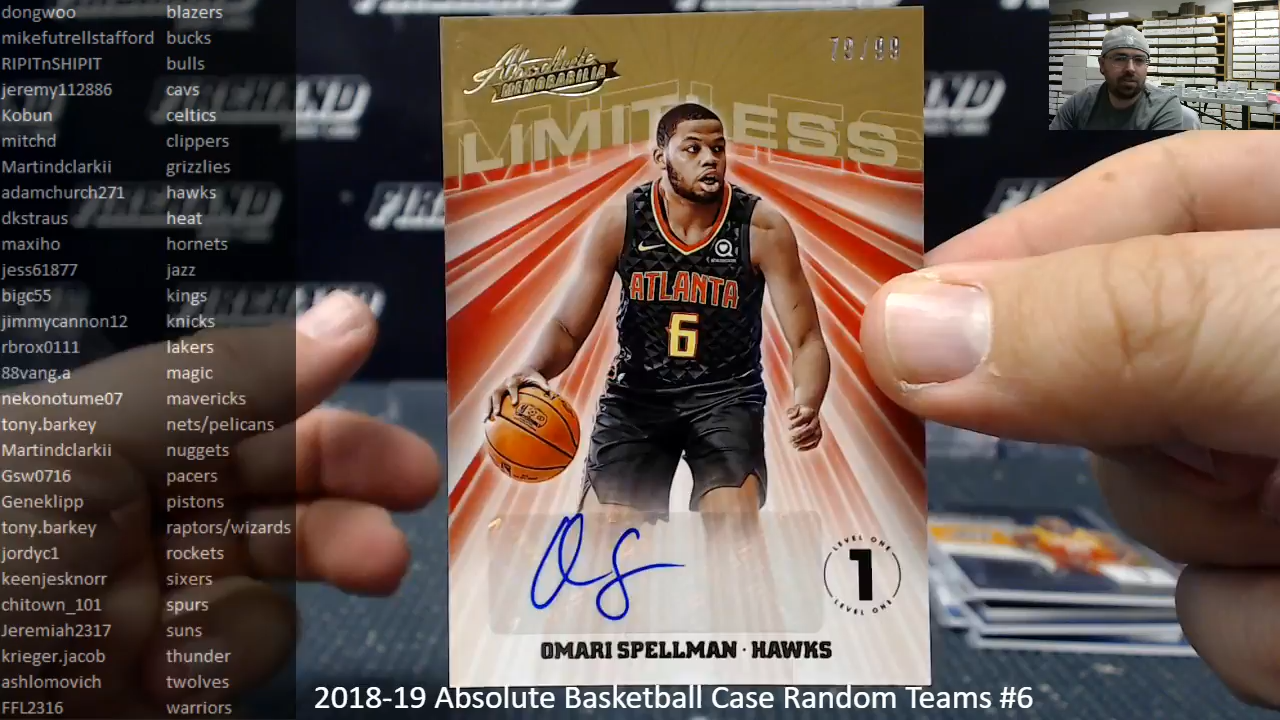 dongwoo blazers
mikefutrellstafford bucks
RIPITnSHIPIT bulls
jeremy112886 cavs
Kobun celtics
mitchd clippers
Martindclarkii grizzlies
adamchurch271 hawks
dkstraus heat
maxiho hornets
jess61877 jazz
bigc55 kings
jimmycannon12 knicks
rbrox0111 lakers
88vang.a magic
nekonotume07 mavericks
tony.barkey nets/pelicans
Martindclarkii nuggets
Gsw0716 pacers
Geneklipp pistons
tony.barkey raptors/wizards
jordyc1 rockets
keenjesknorr sixers
chitown_101 spurs
Jeremiah2317 suns
krieger.jacob thunder
ashlomovich twolves
FFL2316 warriors
Absolute
MEMORABILIA
LIMITLESS
ATLANTA
6
LEVEL ONE
1
LEVEL ONE
OMARI SPELLMAN · HAWKS
2018-19 Absolute Basketball Case Random Teams #6